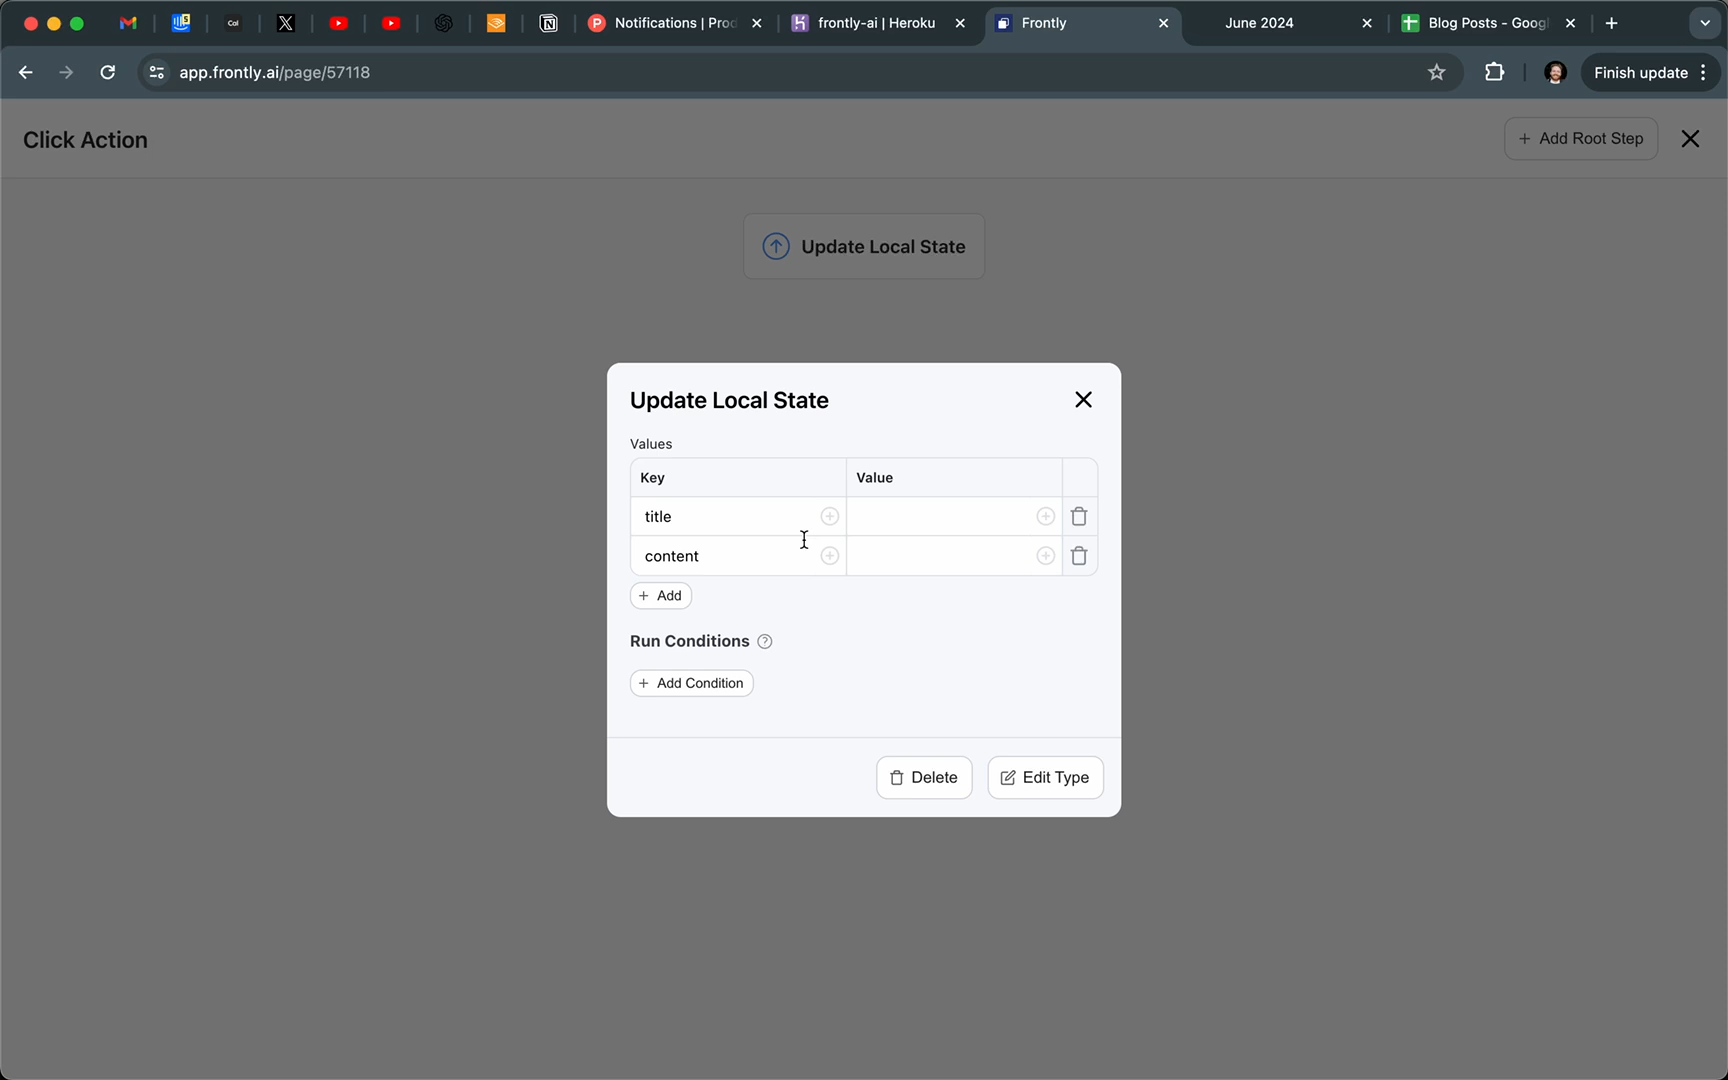 Cal
Notifications | Prod
frontly-ai | Heroku
Frontly
June 2024
Blog Posts - Googl
app.frontly.ai/page/57118
Finish update
Click Action
Add Root Step
Update Local State
Update Local State
Values
Key Value
title
content
+ Add
Run Conditions ?
+ Add Condition
Delete
Edit Type